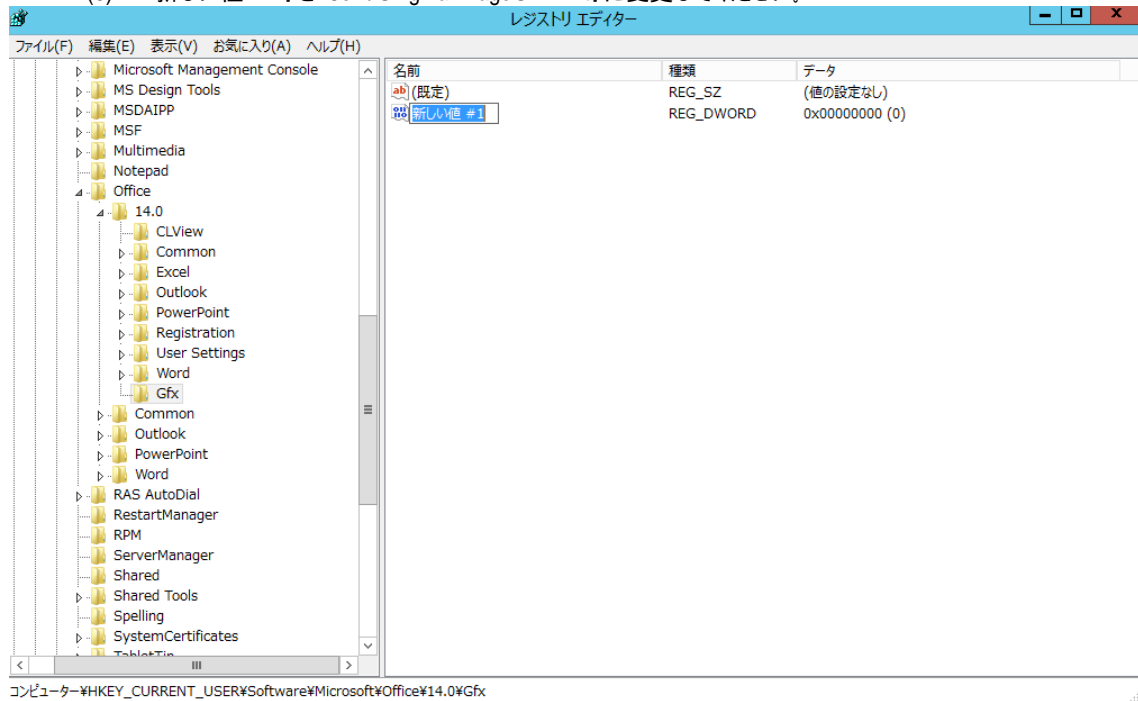 レジストリ エディター
ファイル(F) 編集(E) 表示(V) お気に入り(A) ヘルプ(H)
Microsoft Management Console
MS Design Tools
MSDAIPP
MSF
Multimedia
Notepad
Office
14.0
CLView
Common
Excel
Outlook
PowerPoint
Registration
User Settings
Word
Gfx
Common
Outlook
PowerPoint
Word
RAS AutoDial
RestartManager
RPM
ServerManager
Shared
Shared Tools
Spelling
SystemCertificates
TabletTip
名前 種類 データ
(既定) REG_SZ (値の設定なし)
新しい値 #1 REG_DWORD 0x00000000 (0)
コンピューター¥HKEY_CURRENT_USER¥Software¥Microsoft¥Office¥14.0¥Gfx